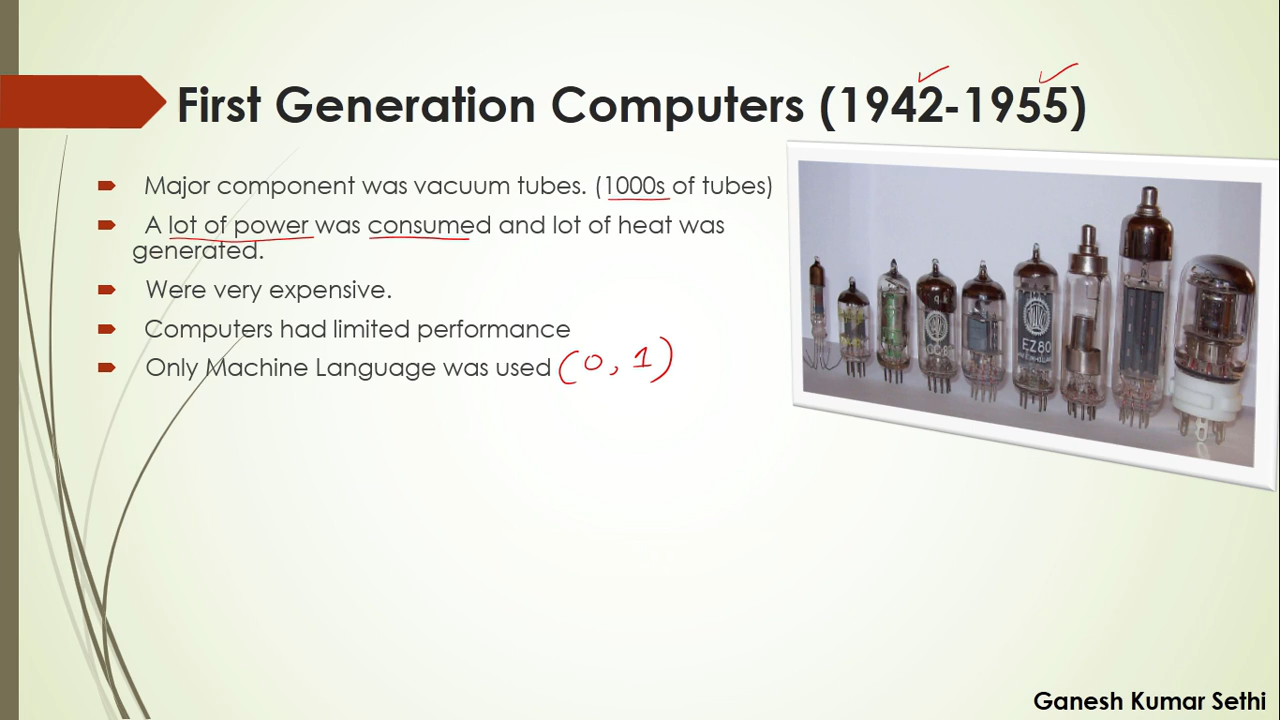 First Generation Computers (1942-1955)
Major component was vacuum tubes. (1000s of tubes)
A lot of power was consumed and lot of heat was
generated.
Were very expensive.
Computers had limited performance
Only Machine Language was used (0, 1)
EZ80
Ganesh Kumar Sethi